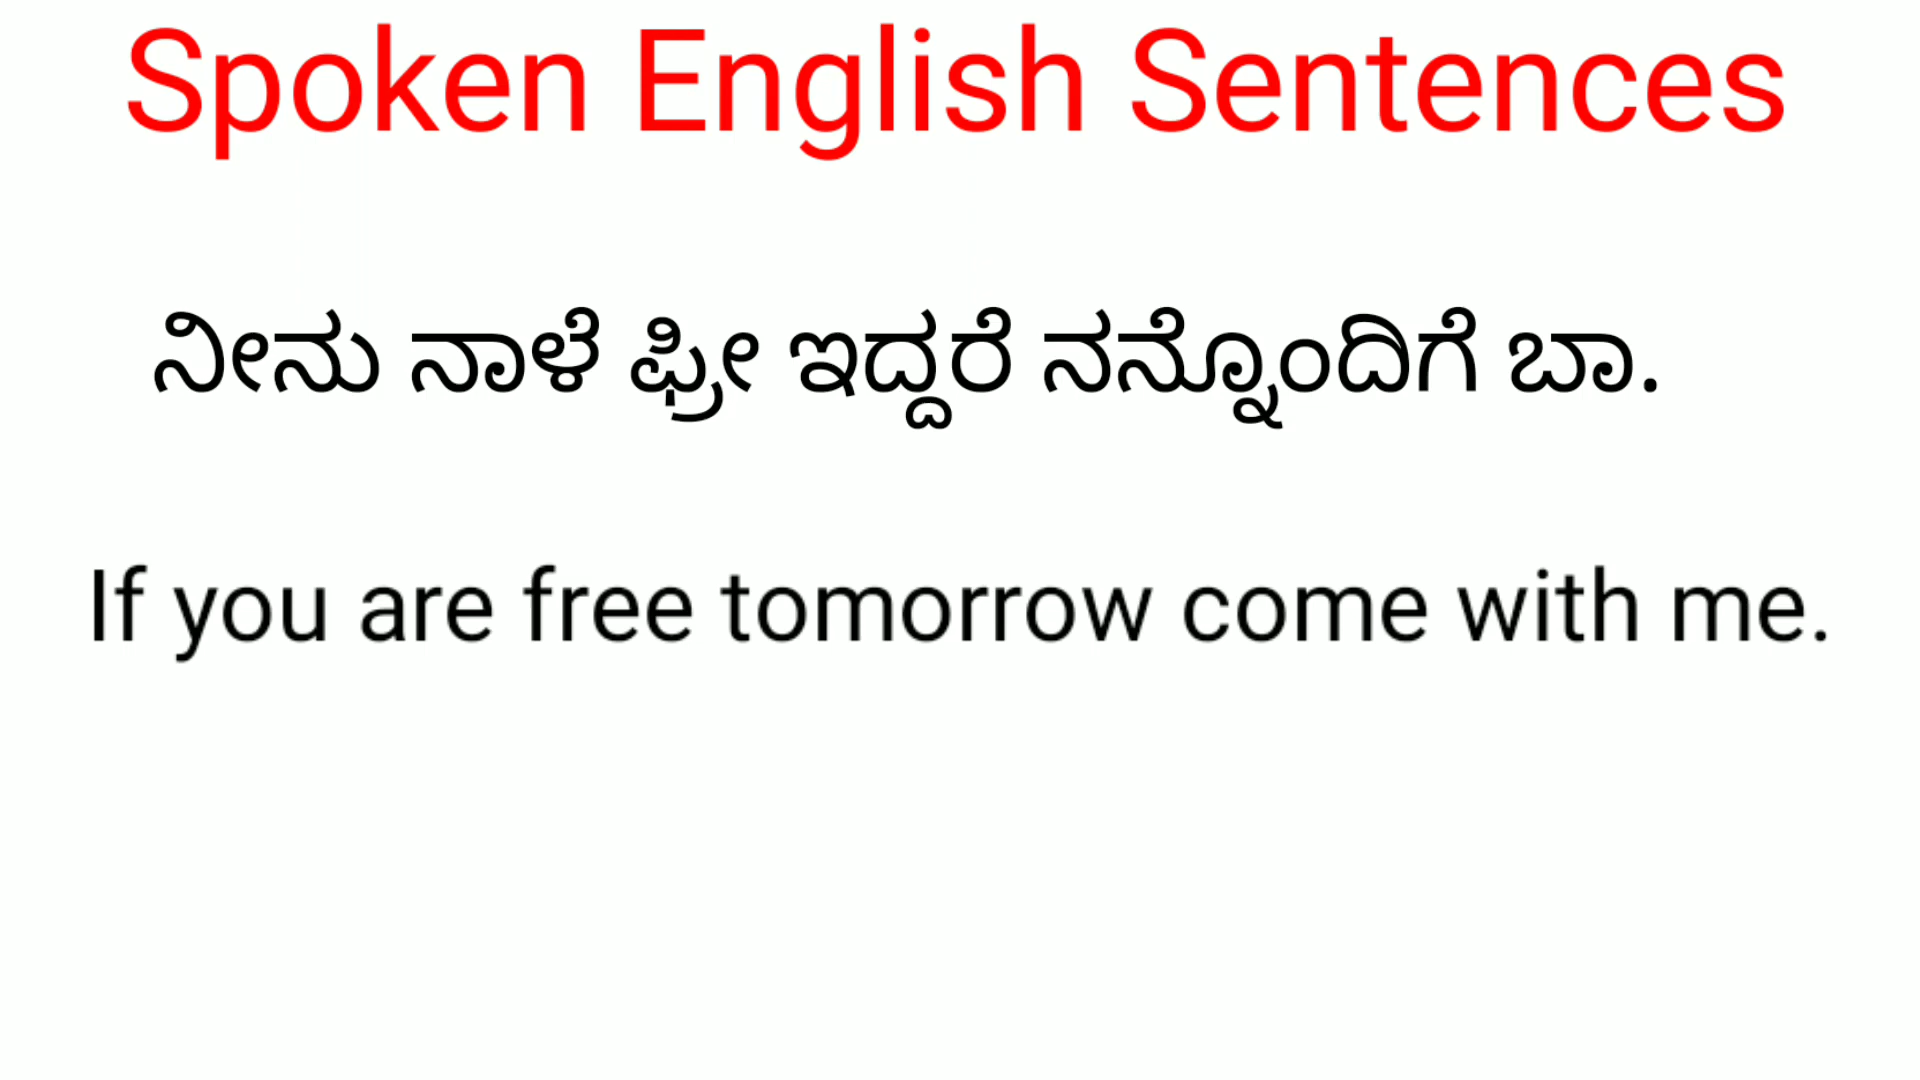 Spoken English Sentences
ನೀನು ನಾಳೆ ಫ್ರೀ ಇದ್ದರೆ ನನ್ನೊಂದಿಗೆ ಬಾ.
If you are free tomorrow come with me.